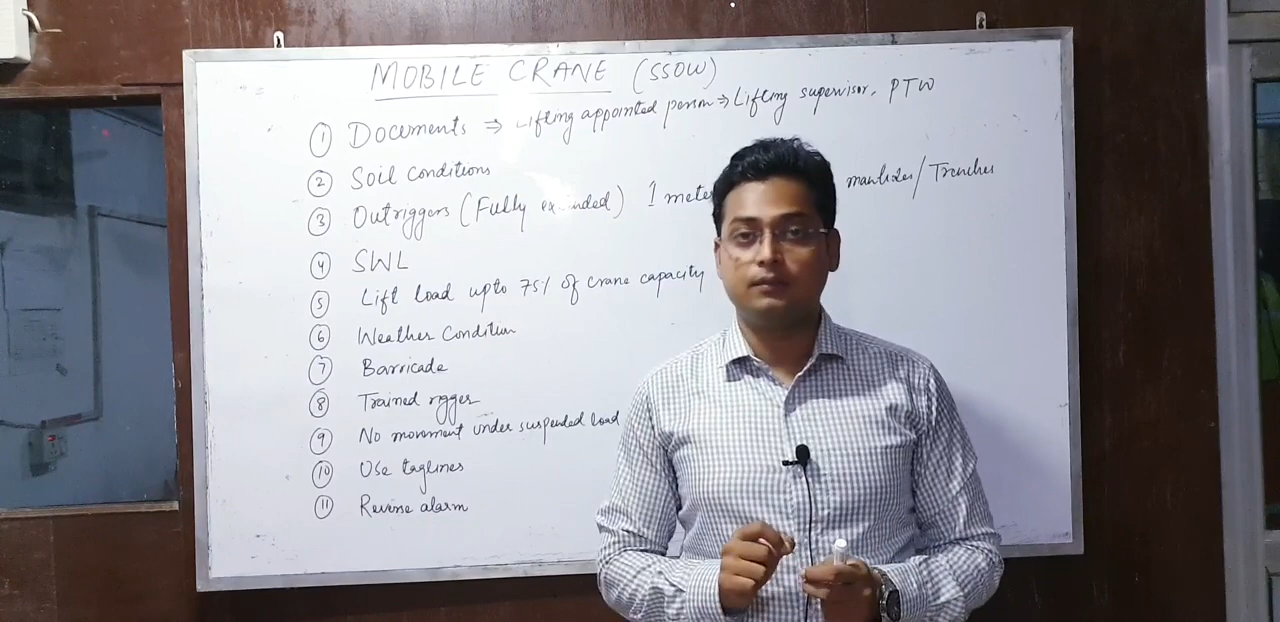 MOBILE CRANE (SSOW)
① Documents ⇒ Lifting appointed person ⇒ Lifting supervisor, PTW
② Soil conditions
③ Outriggers (Fully extended) 1 meter manholes/Trenches
④ SWL
⑤ Lift load upto 75% of crane capacity
⑥ Weather Condition
⑦ Barricade
⑧ Trained rigger
⑨ No movement under suspended load
⑩ Use taglines
⑪ Reverse alarm